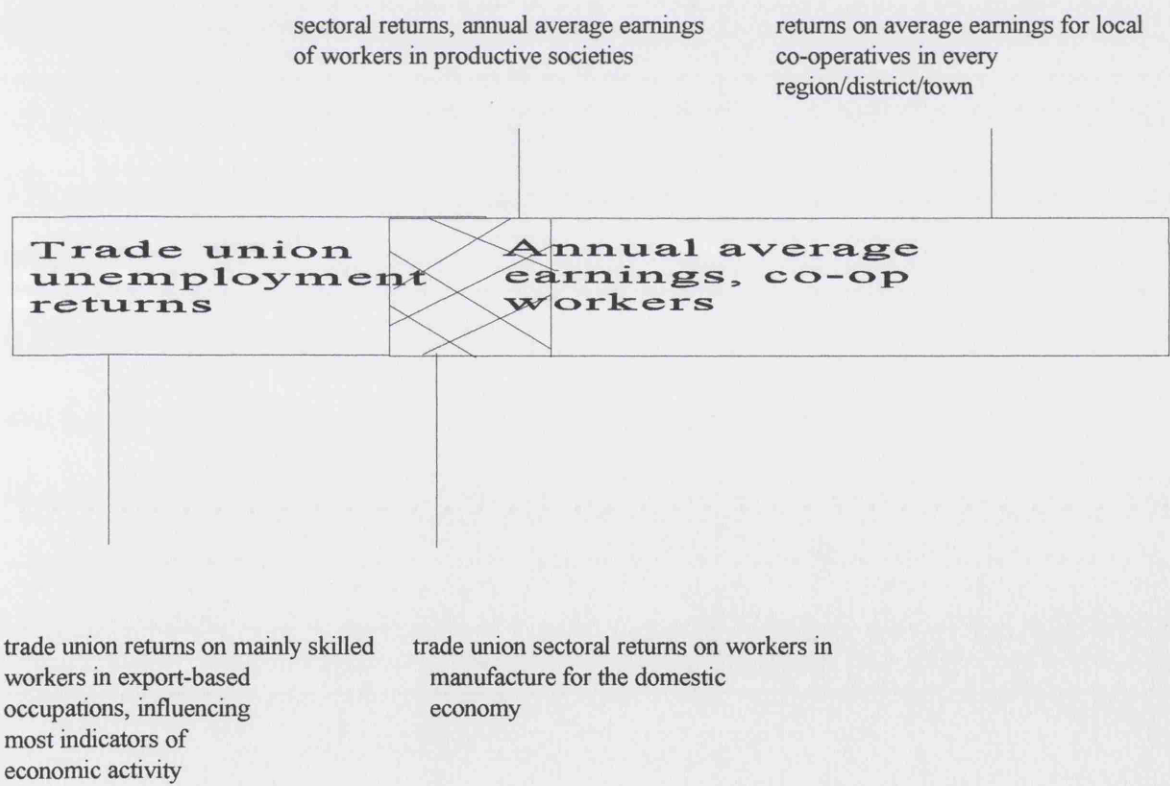 sectoral returns, annual average earnings
of workers in productive societies
returns on average earnings for local
co-operatives in every
region/district/town
Trade union
unemployment
returns
Annual average
earnings, co-op
workers
trade union returns on mainly skilled
workers in export-based
occupations, influencing
most indicators of
economic activity
trade union sectoral returns on workers in
manufacture for the domestic
economy